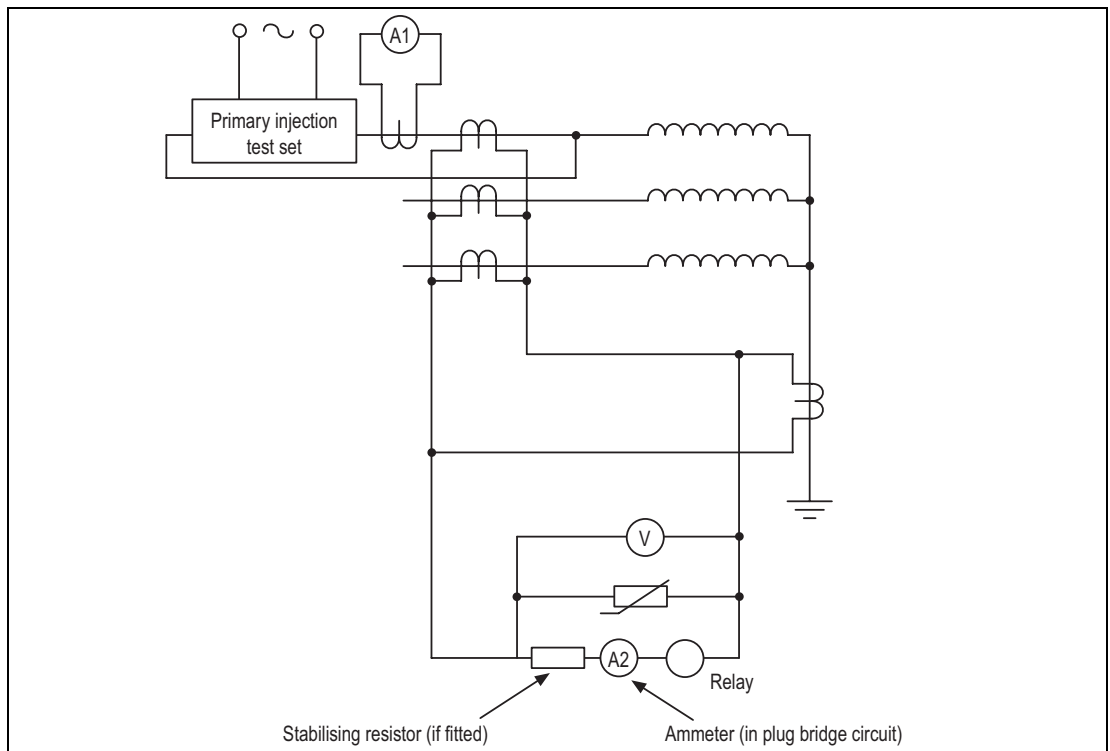 A1
Primary injection
test set
V
A2
Relay
Stabilising resistor (if fitted)
Ammeter (in plug bridge circuit)